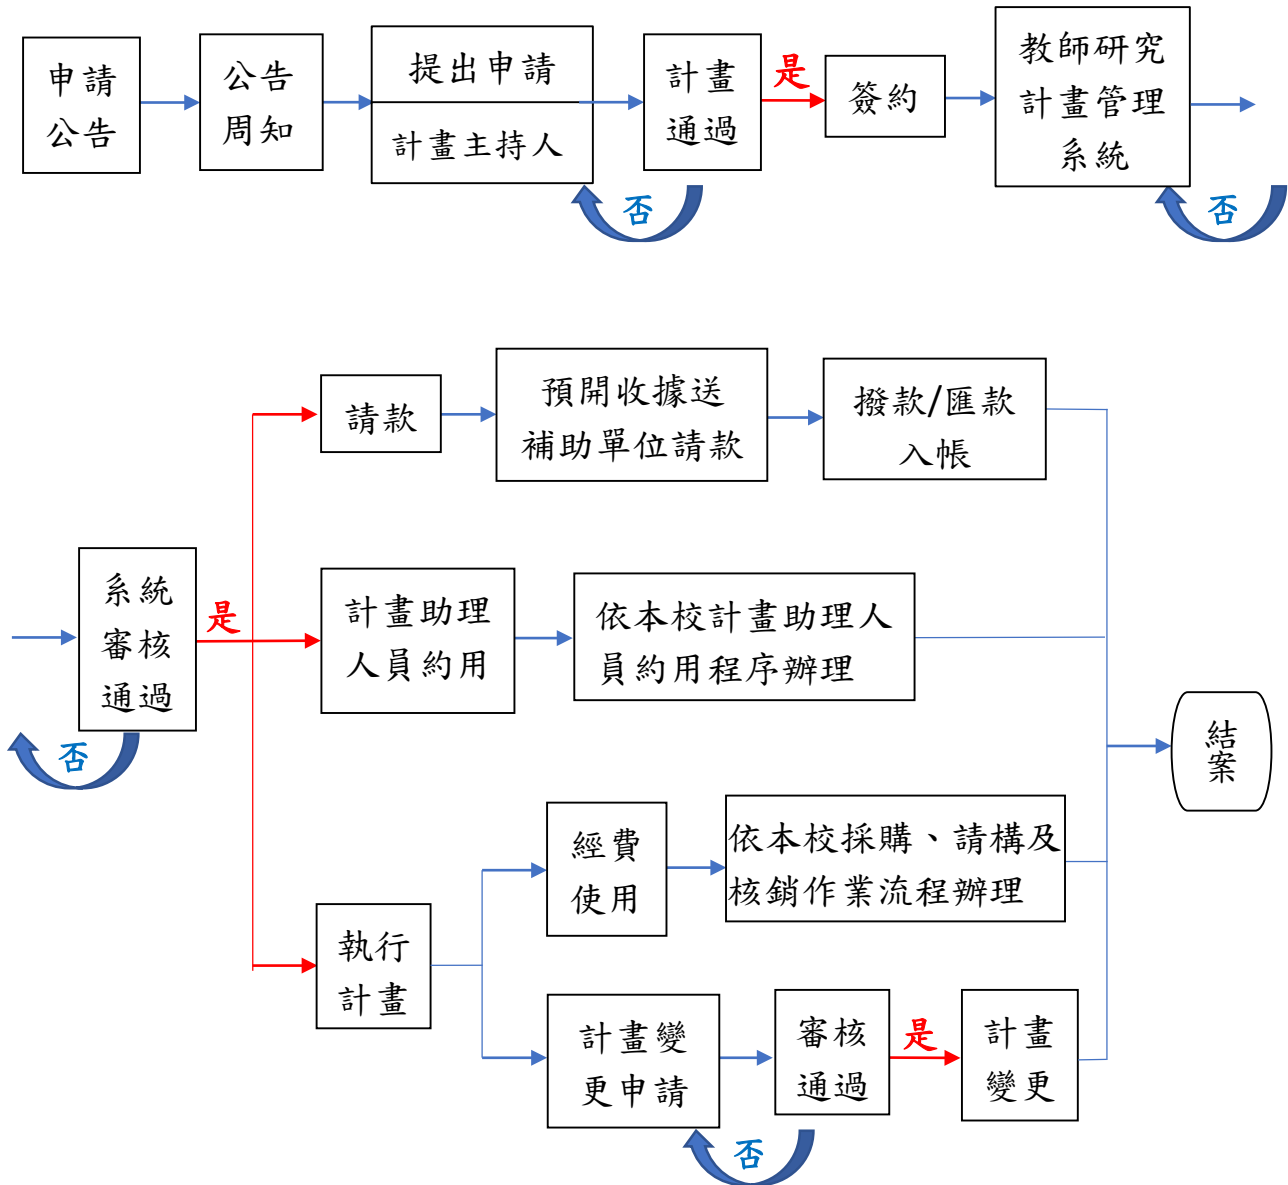 申請
公告
公告
周知
提出申請
計畫主持人
計畫
通過
是
否
簽約
教師研究
計畫管理
系統
否
系統
審核
通過
是
否
請款
預開收據送
補助單位請款
撥款/匯款
入帳
計畫助理
人員約用
依本校計畫助理人
員約用程序辦理
執行
計畫
經費
使用
依本校採購、請構及
核銷作業流程辦理
計畫變
更申請
審核
通過
是
否
計畫
變更
結
案